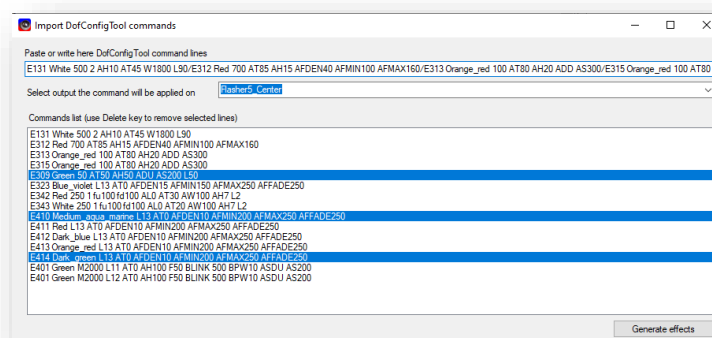 Import DofConfigTool commands
Paste or write here DofConfigTool command lines
E131 White 500 2 AH10 AT45 W1800 L90/E312 Red 700 AT85 AH15 AFDEN40 AFMIN100 AFMAX160/E313 Orange_red 100 AT80 AH20 ADD AS300/E315 Orange_red 100 AT80
Select output the command will be applied on
Flasher5_Center
Commands list (use Delete key to remove selected lines)
E131 White 500 2 AH10 AT45 W1800 L90
E312 Red 700 AT85 AH15 AFDEN40 AFMIN100 AFMAX160
E313 Orange_red 100 AT80 AH20 ADD AS300
E315 Orange_red 100 AT80 AH20 ADD AS300
E309 Green 50 AT50 AH50 ADU AS200 L50
E323 Blue_violet L13 AT0 AFDEN15 AFMIN150 AFMAX250 AFFADE250
E342 Red 250 1 fu100fd100 AL0 AT30 AW100 AH7 L2
E343 White 250 1fu100fd100 AL0 AT20 AW100 AH7 L2
E410 Medium_aqua_marine L13 AT0 AFDEN10 AFMIN200 AFMAX250 AFFADE250
E411 Red L13 AT0 AFDEN10 AFMIN200 AFMAX250 AFFADE250
E412 Dark_blue L13 AT0 AFDEN10 AFMIN200 AFMAX250 AFFADE250
E413 Orange_red L13 AT0 AFDEN10 AFMIN200 AFMAX250 AFFADE250
E414 Dark_green L13 AT0 AFDEN10 AFMIN200 AFMAX250 AFFADE250
E401 Green M2000 L11 AT0 AH100 F50 BLINK 500 BPW10 ASDU AS200
E401 Green M2000 L12 AT0 AH100 F50 BLINK 500 BPW10 ASDU AS200
Generate effects